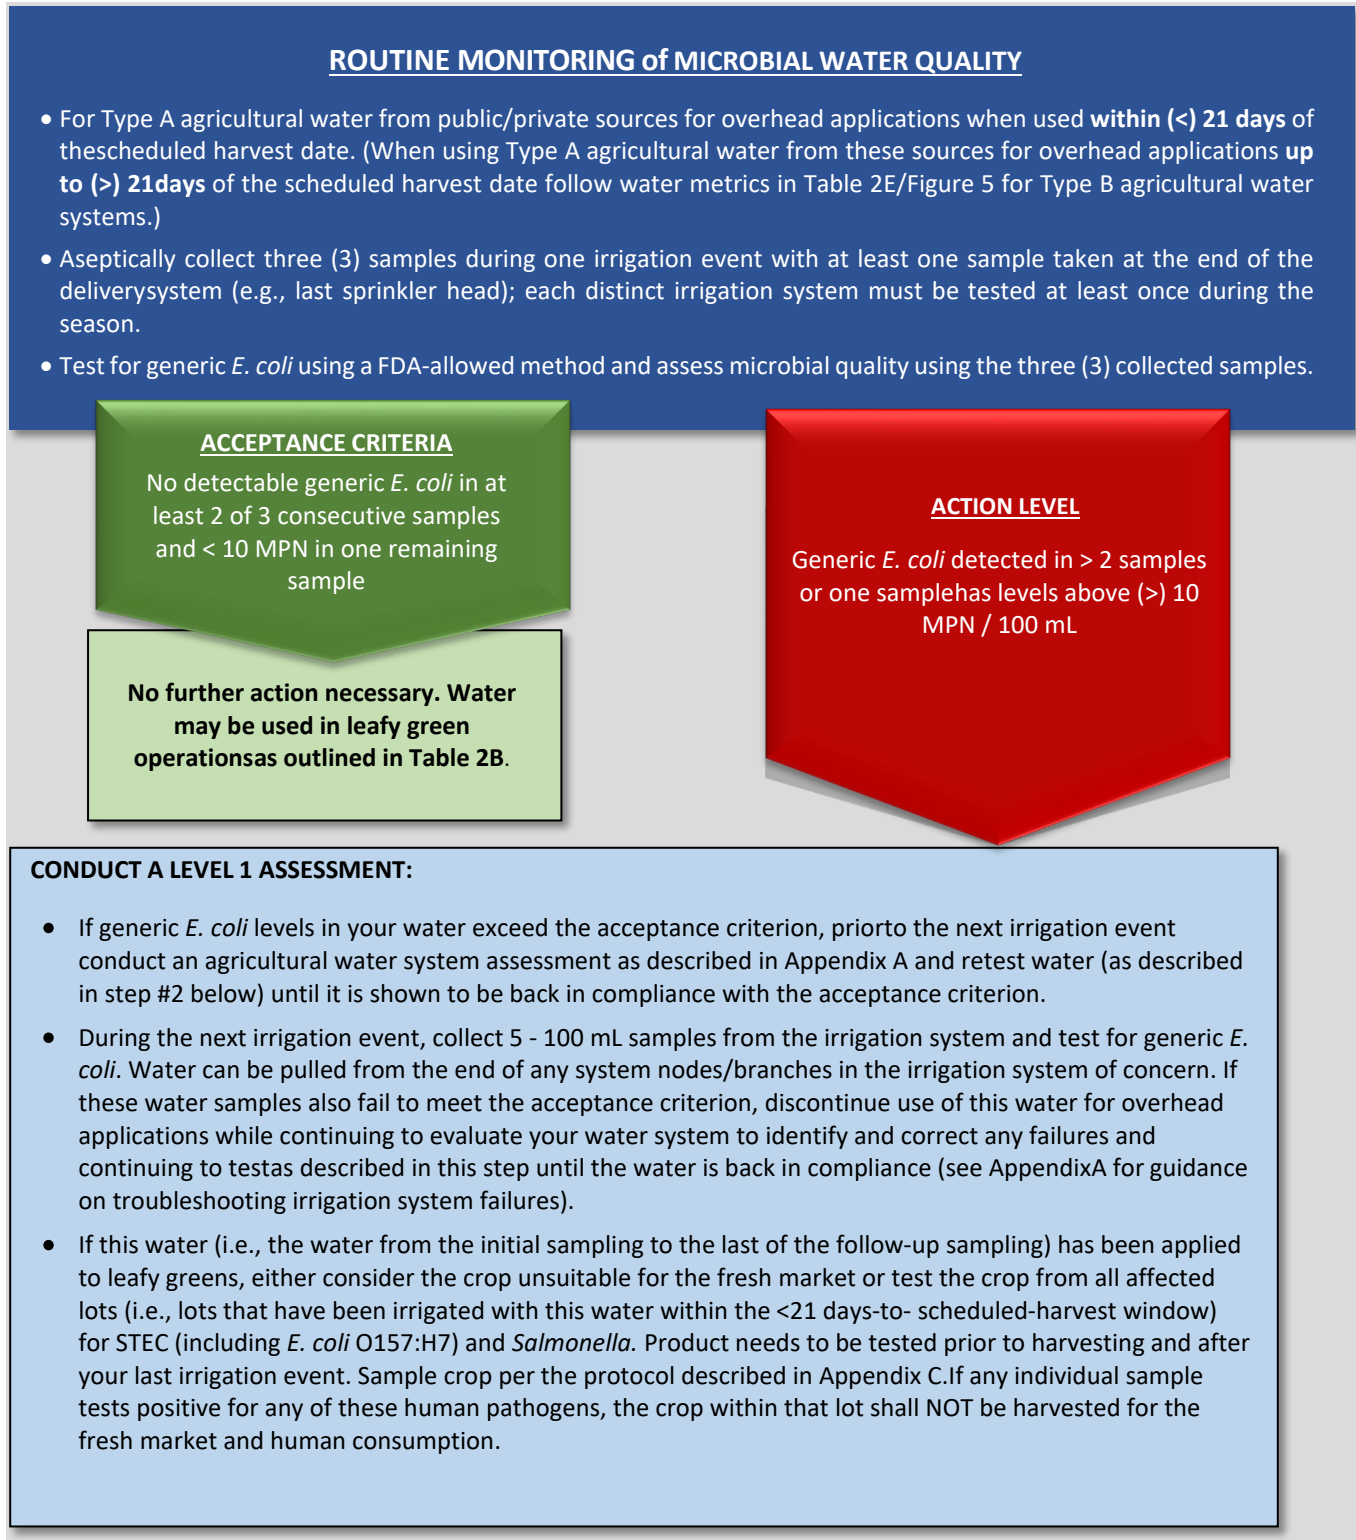 ROUTINE MONITORING of MICROBIAL WATER QUALITY
• For Type A agricultural water from public/private sources for overhead applications when used within (<) 21 days of
thescheduled harvest date. (When using Type A agricultural water from these sources for overhead applications up
to (>) 21days of the scheduled harvest date follow water metrics in Table 2E/Figure 5 for Type B agricultural water
systems.)
• Aseptically collect three (3) samples during one irrigation event with at least one sample taken at the end of the
deliverysystem (e.g., last sprinkler head); each distinct irrigation system must be tested at least once during the
season.
• Test for generic E. coli using a FDA-allowed method and assess microbial quality using the three (3) collected samples.
ACCEPTANCE CRITERIA
No detectable generic E. coli in at
least 2 of 3 consecutive samples
and < 10 MPN in one remaining
sample
No further action necessary. Water
may be used in leafy green
operationsas outlined in Table 2B.
ACTION LEVEL
Generic E. coli detected in > 2 samples
or one samplehas levels above (>) 10
MPN / 100 mL
CONDUCT A LEVEL 1 ASSESSMENT:
• If generic E. coli levels in your water exceed the acceptance criterion, priorto the next irrigation event
conduct an agricultural water system assessment as described in Appendix A and retest water (as described
in step #2 below) until it is shown to be back in compliance with the acceptance criterion.
• During the next irrigation event, collect 5 - 100 mL samples from the irrigation system and test for generic E.
coli. Water can be pulled from the end of any system nodes/branches in the irrigation system of concern. If
these water samples also fail to meet the acceptance criterion, discontinue use of this water for overhead
applications while continuing to evaluate your water system to identify and correct any failures and
continuing to testas described in this step until the water is back in compliance (see AppendixA for guidance
on troubleshooting irrigation system failures).
• If this water (i.e., the water from the initial sampling to the last of the follow-up sampling) has been applied
to leafy greens, either consider the crop unsuitable for the fresh market or test the crop from all affected
lots (i.e., lots that have been irrigated with this water within the <21 days-to- scheduled-harvest window)
for STEC (including E. coli O157:H7) and Salmonella. Product needs to be tested prior to harvesting and after
your last irrigation event. Sample crop per the protocol described in Appendix C.If any individual sample
tests positive for any of these human pathogens, the crop within that lot shall NOT be harvested for the
fresh market and human consumption.